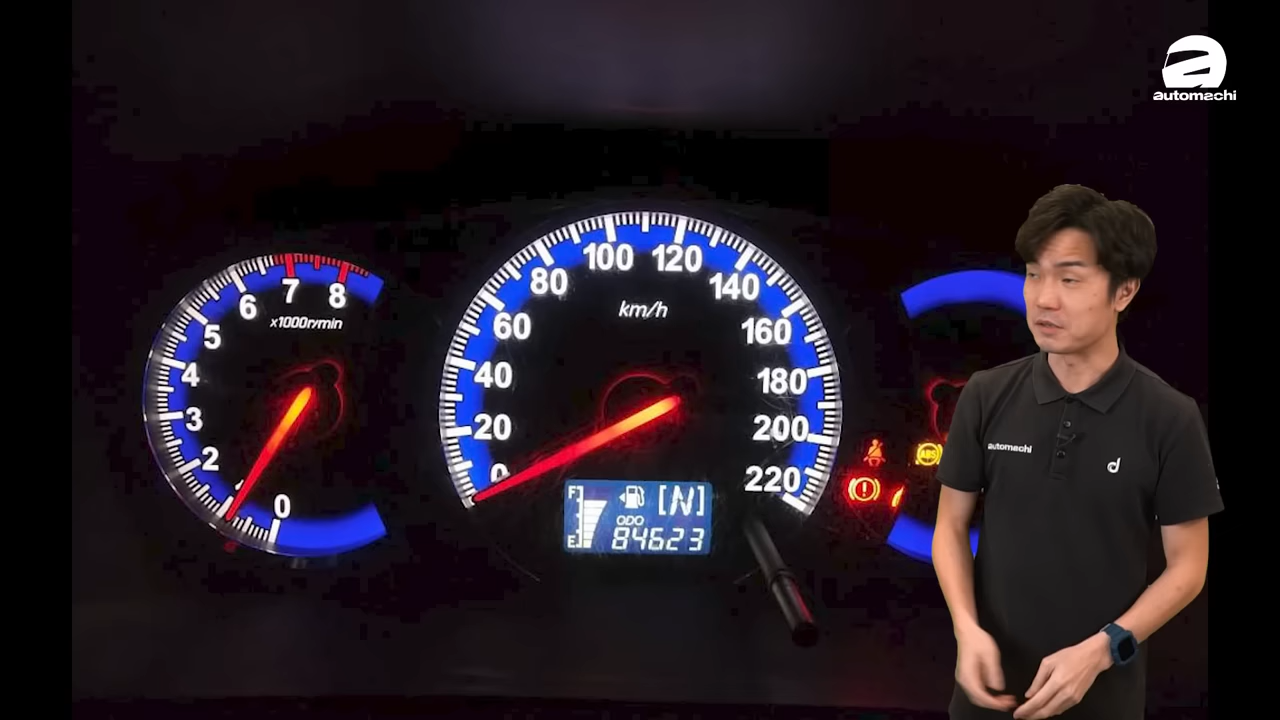 automachi
100 120
80 140
60 160
40 180
20 200
0 220
km/h
8
7
6
5
4
3
2
0
x1000r/min
F
[N]
ODO
E 84623
ABS
automachi
d